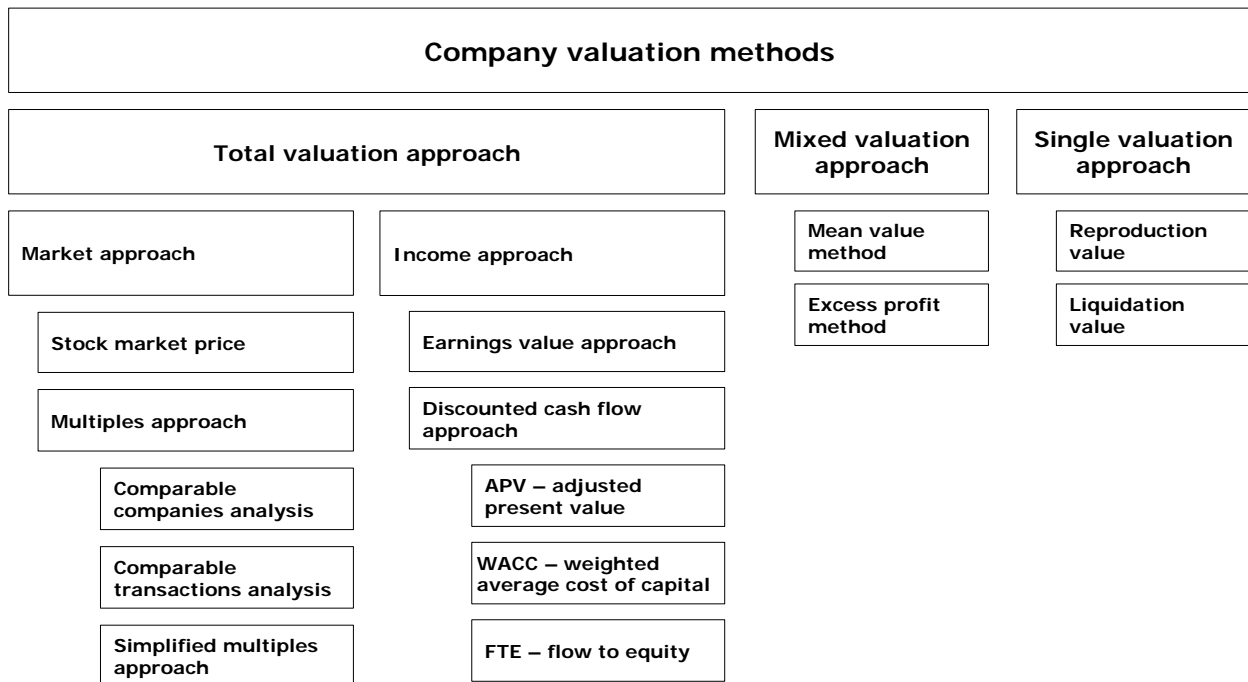 Company valuation methods
Total valuation approach
Mixed valuation
approach
Single valuation
approach
Market approach
Stock market price
Multiples approach
Comparable
companies analysis
Comparable
transactions analysis
Simplified multiples
approach
Income approach
Earnings value approach
Discounted cash flow
approach
APV – adjusted
present value
WACC – weighted
average cost of capital
FTE – flow to equity
Mean value
method
Excess profit
method
Reproduction
value
Liquidation
value